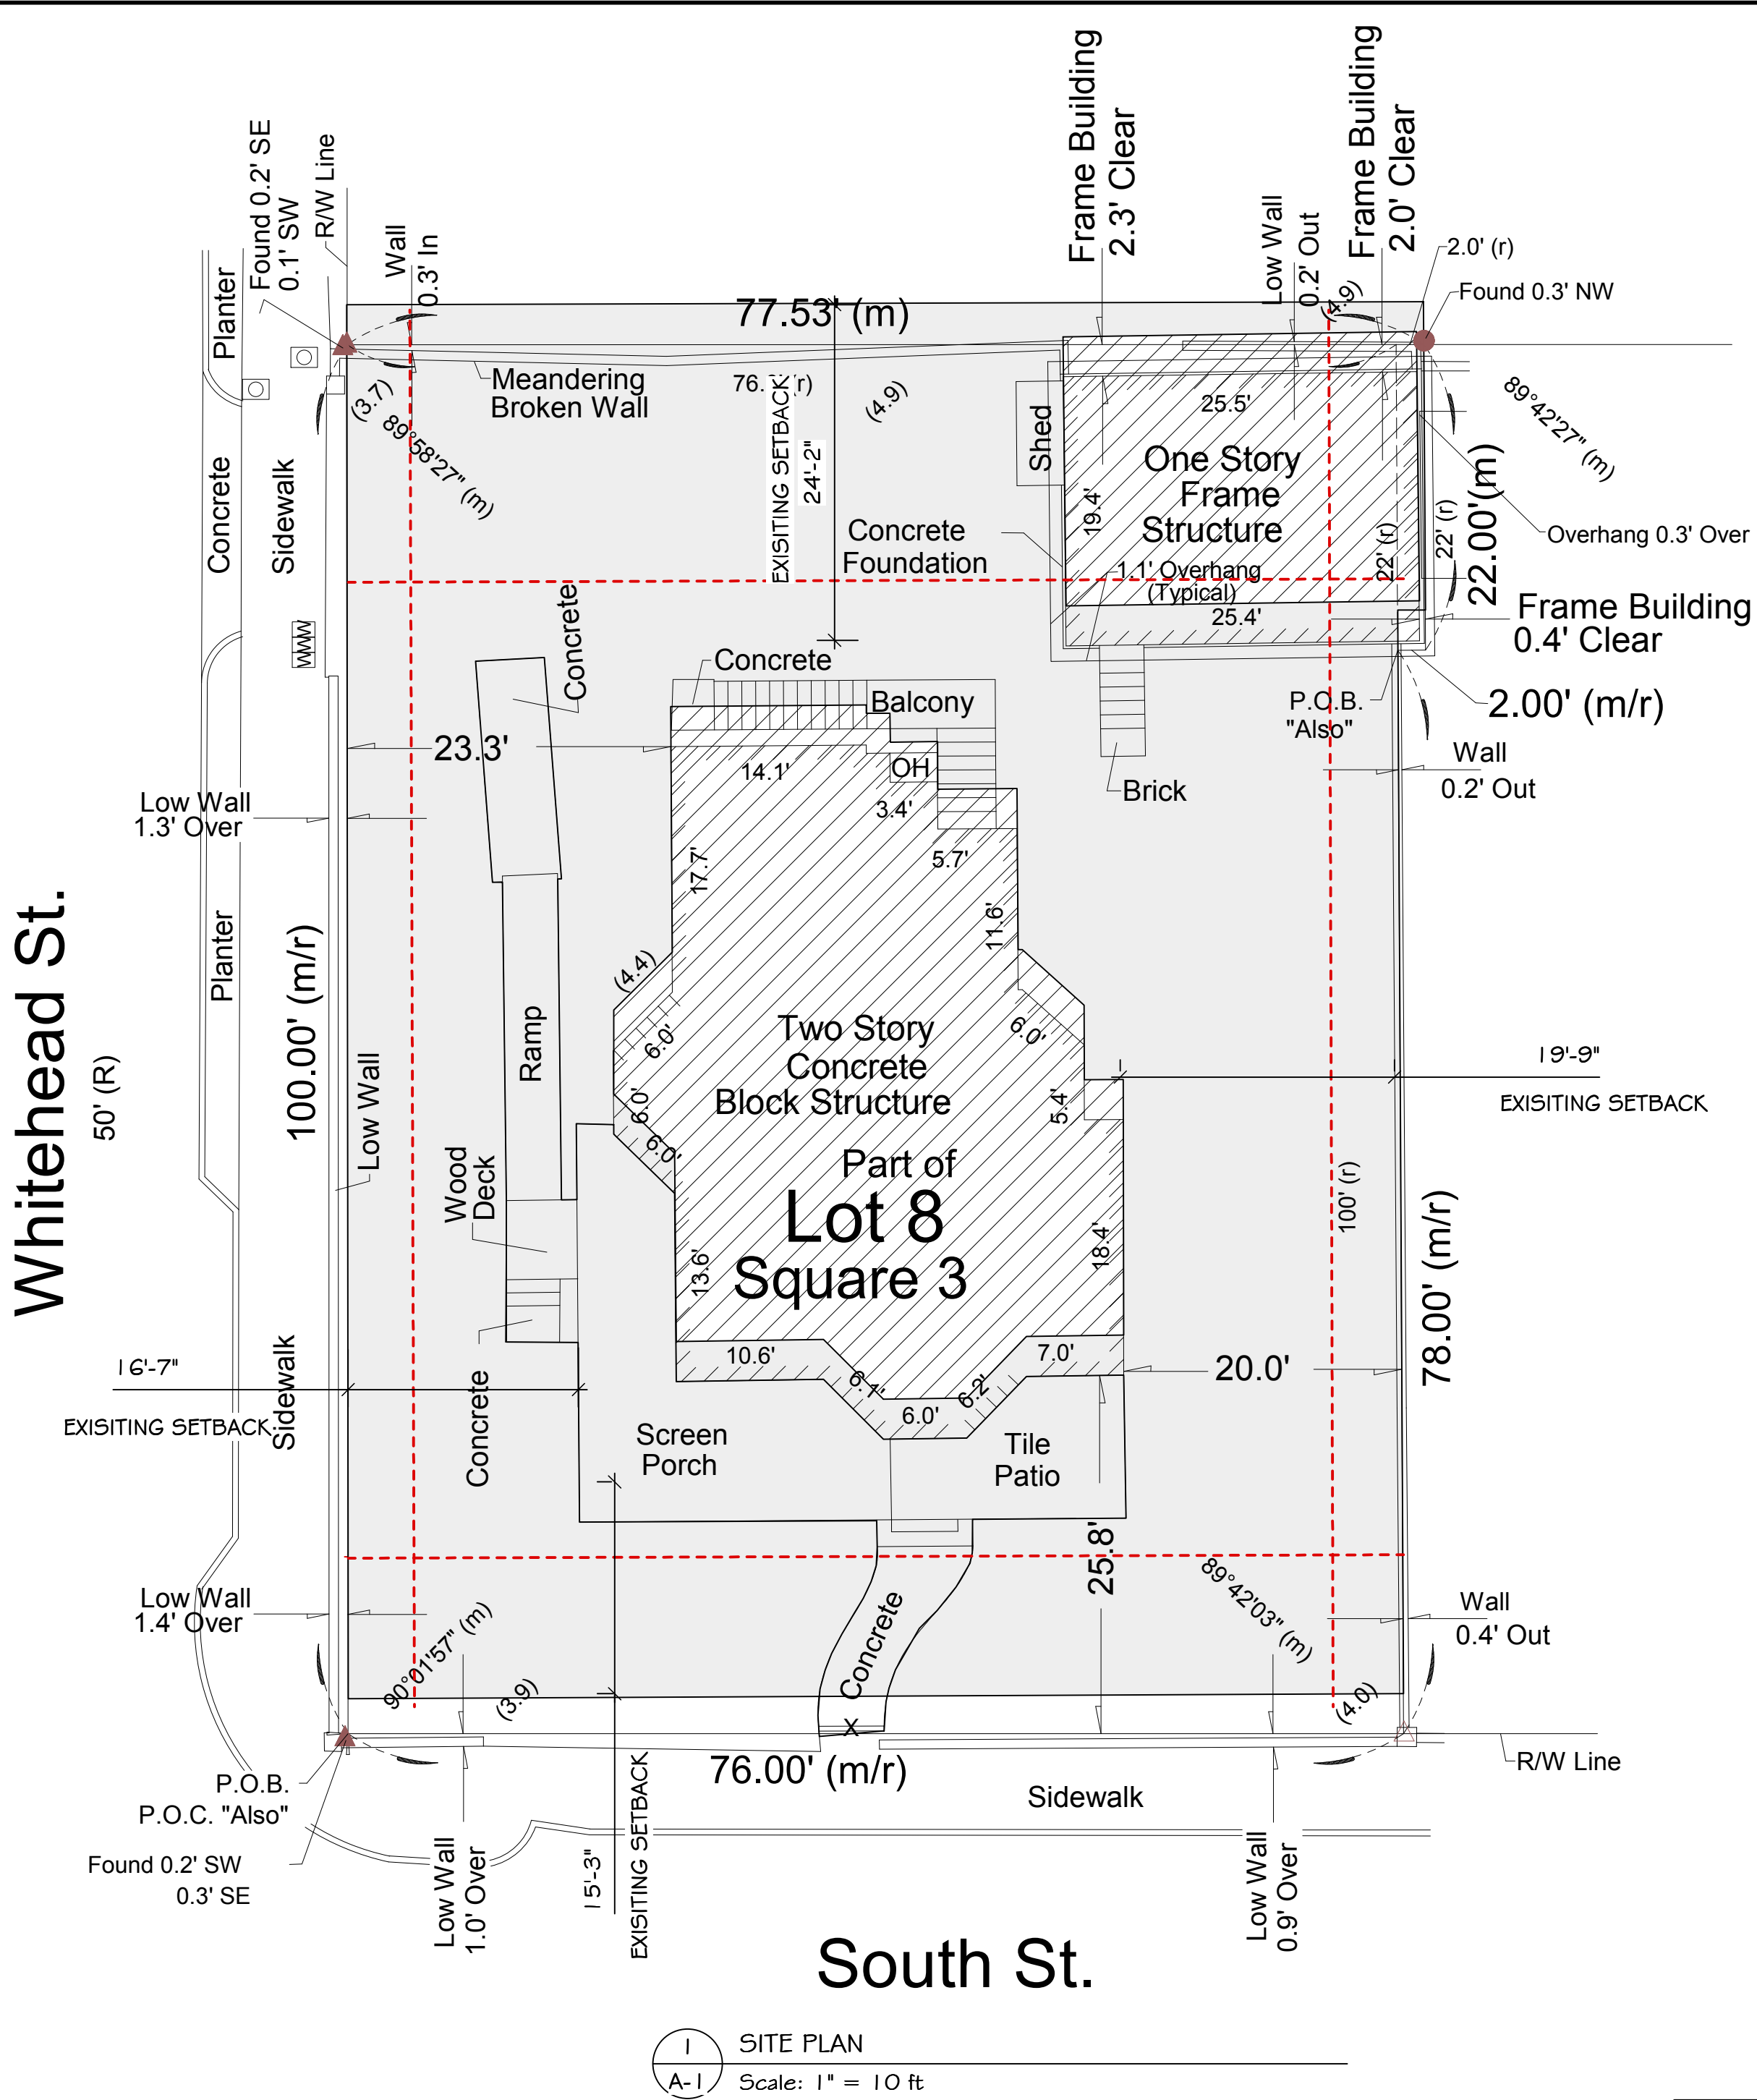 Frame Building
2.3' Clear
Frame Building
2.0' Clear
Found 0.2' SE
0.1' SW
R/W Line
Wall
0.3' In
Low Wall
0.2' Out
(4.9)
2.0' (r)
Found 0.3' NW
Planter
77.53' (m)
Meandering
Broken Wall
(r)
(4.9)
(3.7)
89°58'27" (m)
EXISITING SETBACK
24'-2"
Shed
25.5'
One Story
Frame
Structure
19.4'
89°42'27" (m)
22' (r)
22' (r)
22.00'(m)
Overhang 0.3' Over
Concrete
Sidewalk
Concrete
Foundation
1.1' Overhang
(Typical)
25.4'
Frame Building
0.4' Clear
Concrete
Concrete
Balcony
P.O.B.
"Also"
2.00' (m/r)
23.3'
14.1'
OH
3.4'
5.7'
Brick
Wall
0.2' Out
Low Wall
1.3' Over
17.7'
11.6'
Planter
Whitehead St.
50' (R)
100.00' (m/r)
Low Wall
Ramp
(4.4)
6.0'
6.0'
6.0'
6.0'
Two Story
Concrete
Block Structure
5.4'
19'-9"
EXISITING SETBACK
Part of
Lot 8
Square 3
Wood
Deck
13.6'
18.4'
100' (r)
78.00' (m/r)
Sidewalk
16'-7"
EXISITING SETBACK
Concrete
10.6'
6.1'
6.0'
6.2'
7.0'
20.0'
Screen
Porch
Tile
Patio
25.8'
Low Wall
1.4' Over
90°01'57" (m)
(3.9)
Concrete
X
89°42'03" (m)
(4.0)
Wall
0.4' Out
P.O.B.
P.O.C. "Also"
Found 0.2' SW
0.3' SE
76.00' (m/r)
Sidewalk
R/W Line
Low Wall
1.0' Over
15'-3"
EXISITING SETBACK
Low Wall
0.9' Over
South St.
1
A-1
SITE PLAN
Scale: 1" = 10 ft